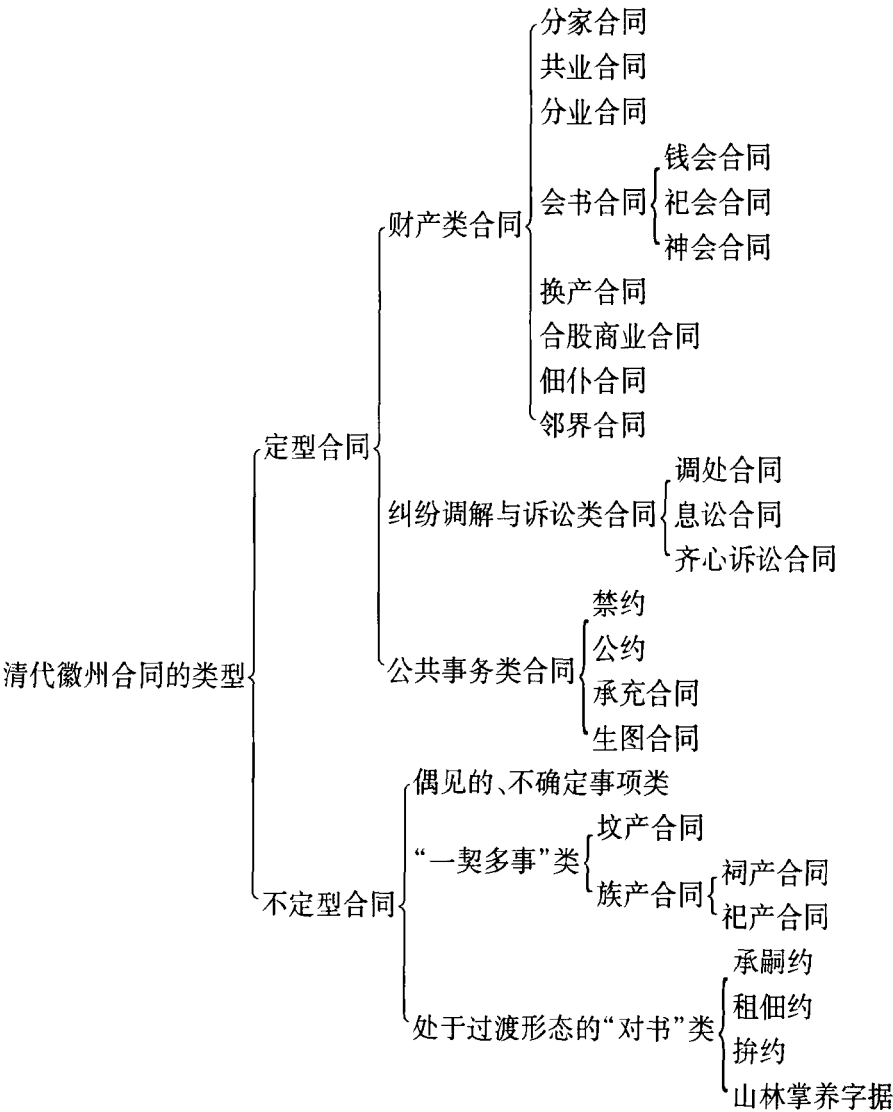 清代徽州合同的类型
定型合同
财产类合同
分家合同
共业合同
分业合同
会书合同
钱会合同
祀会合同
神会合同
换产合同
合股商业合同
佃仆合同
邻界合同
纠纷调解与诉讼类合同
调处合同
息讼合同
齐心诉讼合同
公共事务类合同
禁约
公约
承充合同
生图合同
不定型合同
偶见的、不确定事项类
“一契多事”类
坟产合同
族产合同
祠产合同
祀产合同
处于过渡形态的“对书”类
承嗣约
租佃约
拚约
山林掌养字据